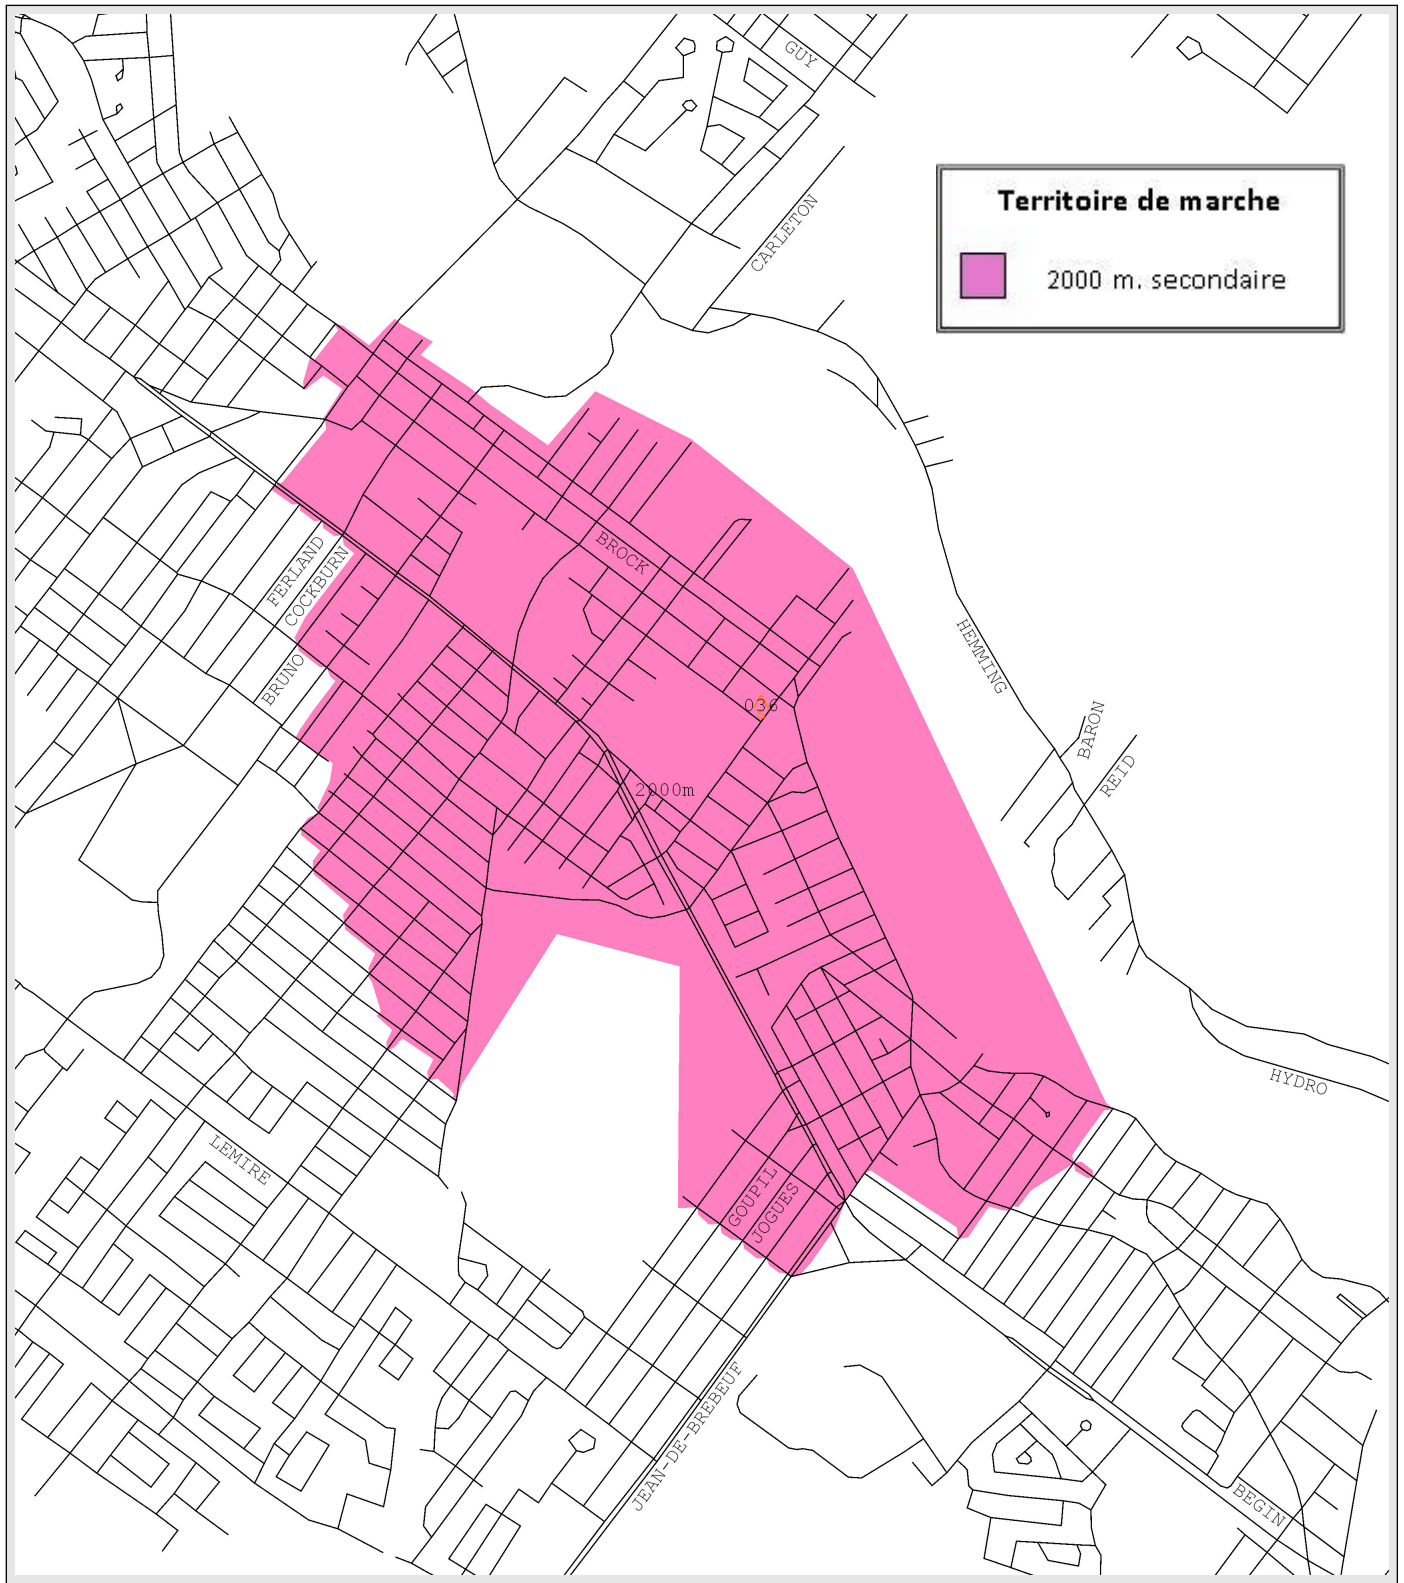 GUY
CARLETON
Territoire de marche
2000 m. secondaire
BROCK
FERLAND
COCKBURN
BRUNO
HEMMING
036
BARON
REID
2000m
HYDRO
LEMIRE
GOUPIL
JOGUES
JEAN-DE-BREBEUF
BEGIN